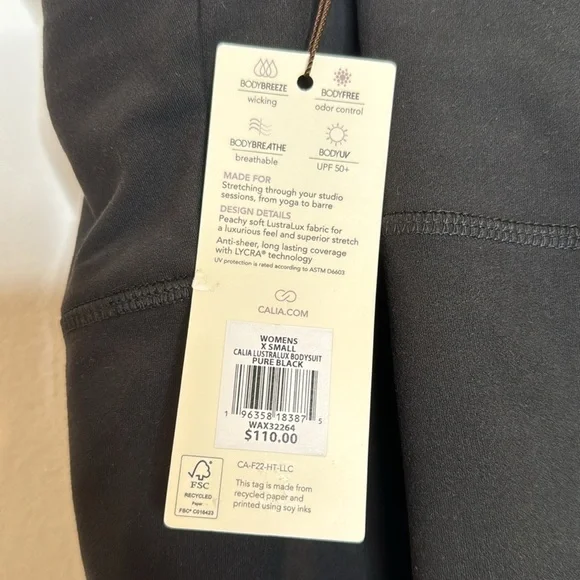 BODYBREEZE
wicking
BODYFREE
odor control
BODYBREATHE
breathable
BODYUV
UPF 50+
MADE FOR
Stretching through your studio
sessions, from yoga to barre
DESIGN DETAILS
Peachy soft LustraLux fabric for
a luxurious feel and superior stretch
Anti-sheer, long lasting coverage
with LYCRA® technology
UV protection is rated according to ASTM D6603
CALIA.COM
WOMENS
X SMALL
CALIA LUSTRALUX BODYSUIT
PURE BLACK
1 96358 18387 5
WAX32264
$110.00
CA-F22-HT-LLC
This tag is made from
recycled paper and
printed using soy inks
FSC
RECYCLED
Paper
FSC® C016423